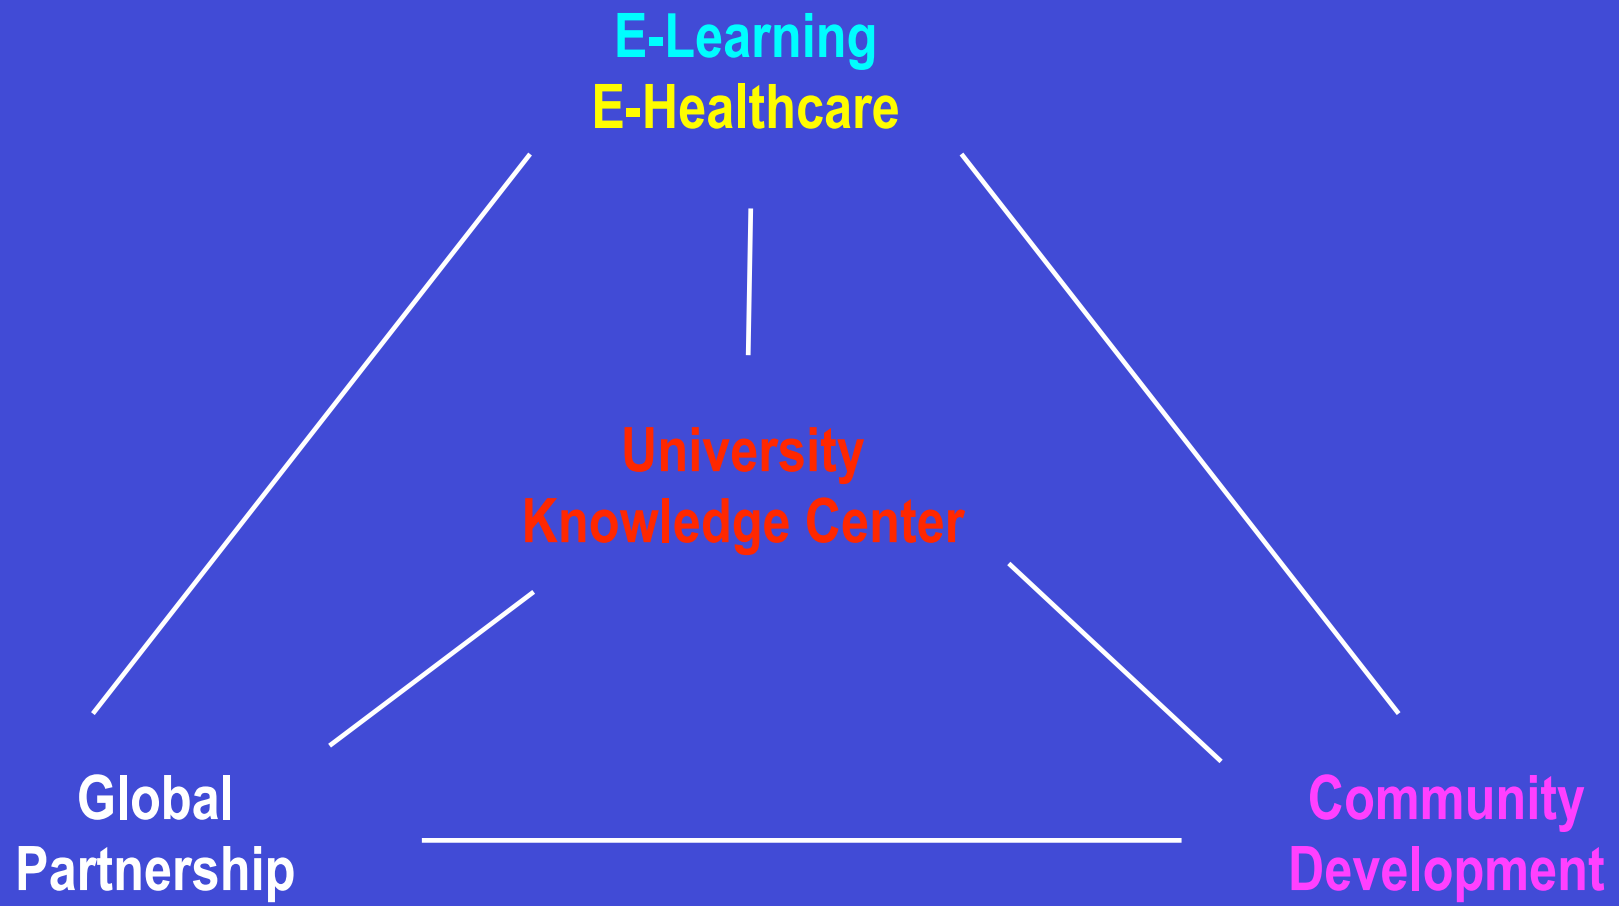 E-Learning
E-Healthcare
University
Knowledge Center
Global
Partnership
Community
Development